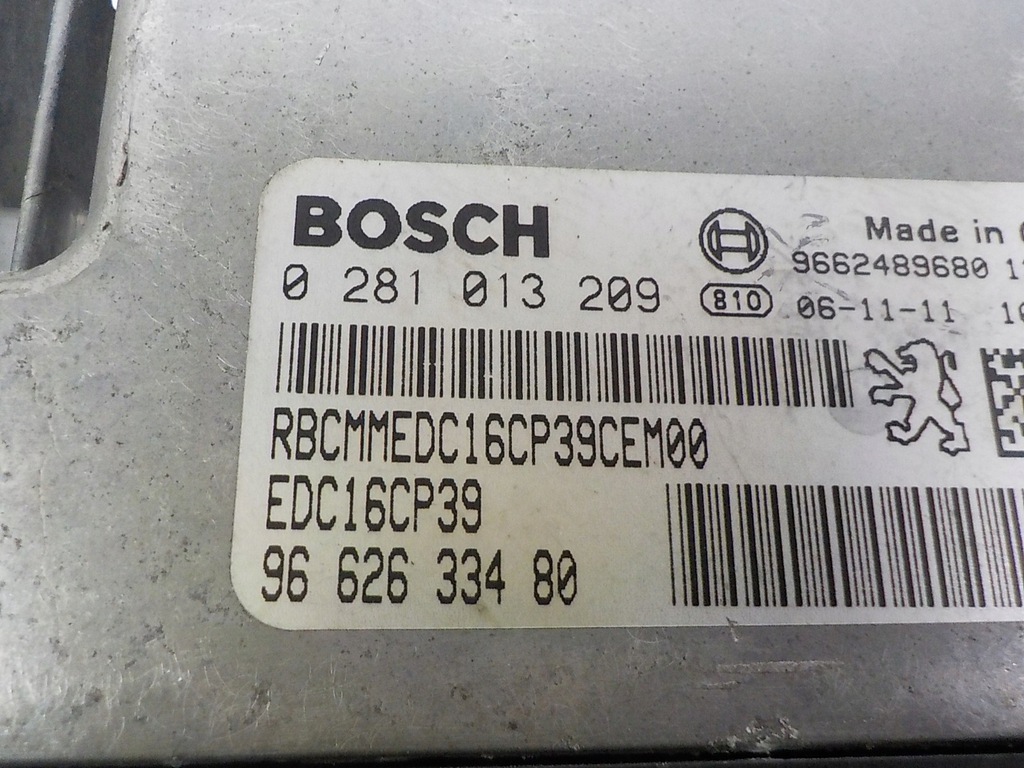 BOSCH
Made in
0 281 013 209
9662489680
810
06-11-11
RBCMMEDC16CP39CEM00
EDC16CP39
96 626 334 80